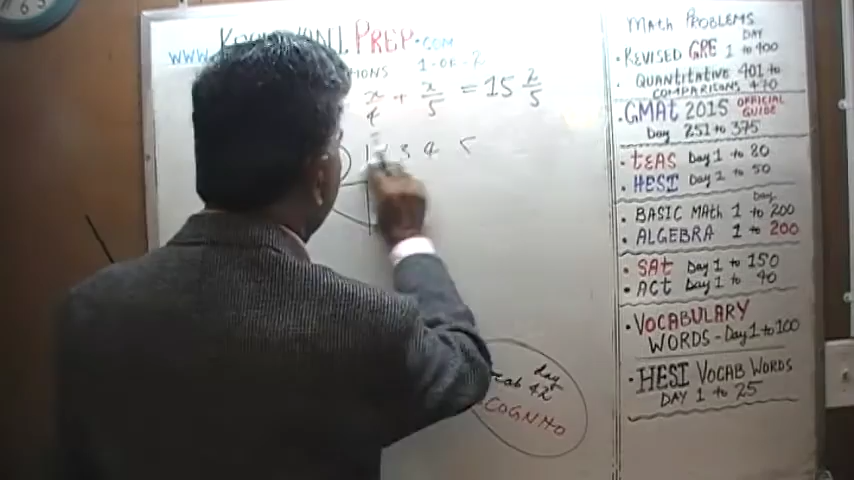 PREP.COM
WWW.
1-OF-2
x/4 + x/5 = 15 2/5
1 2 3 4 5
day
42
COGNITO
MATH PROBLEMS
• REVISED GRE DAY 1 to 400
QUANTITATIVE 401 to
COMPARISONS 470
• GMAT 2015 OFFICIAL GUIDE
Day 251 to 375
• TEAS Day 1 to 80
• HESI Day 1 to 50
Day
• BASIC MATH 1 to 200
• ALGEBRA 1 to 200
• SAT Day 1 to 150
• ACT Day 1 to 40
• VOCABULARY
WORDS - Day 1 to 100
• HESI VOCAB WORDS
DAY 1 to 25